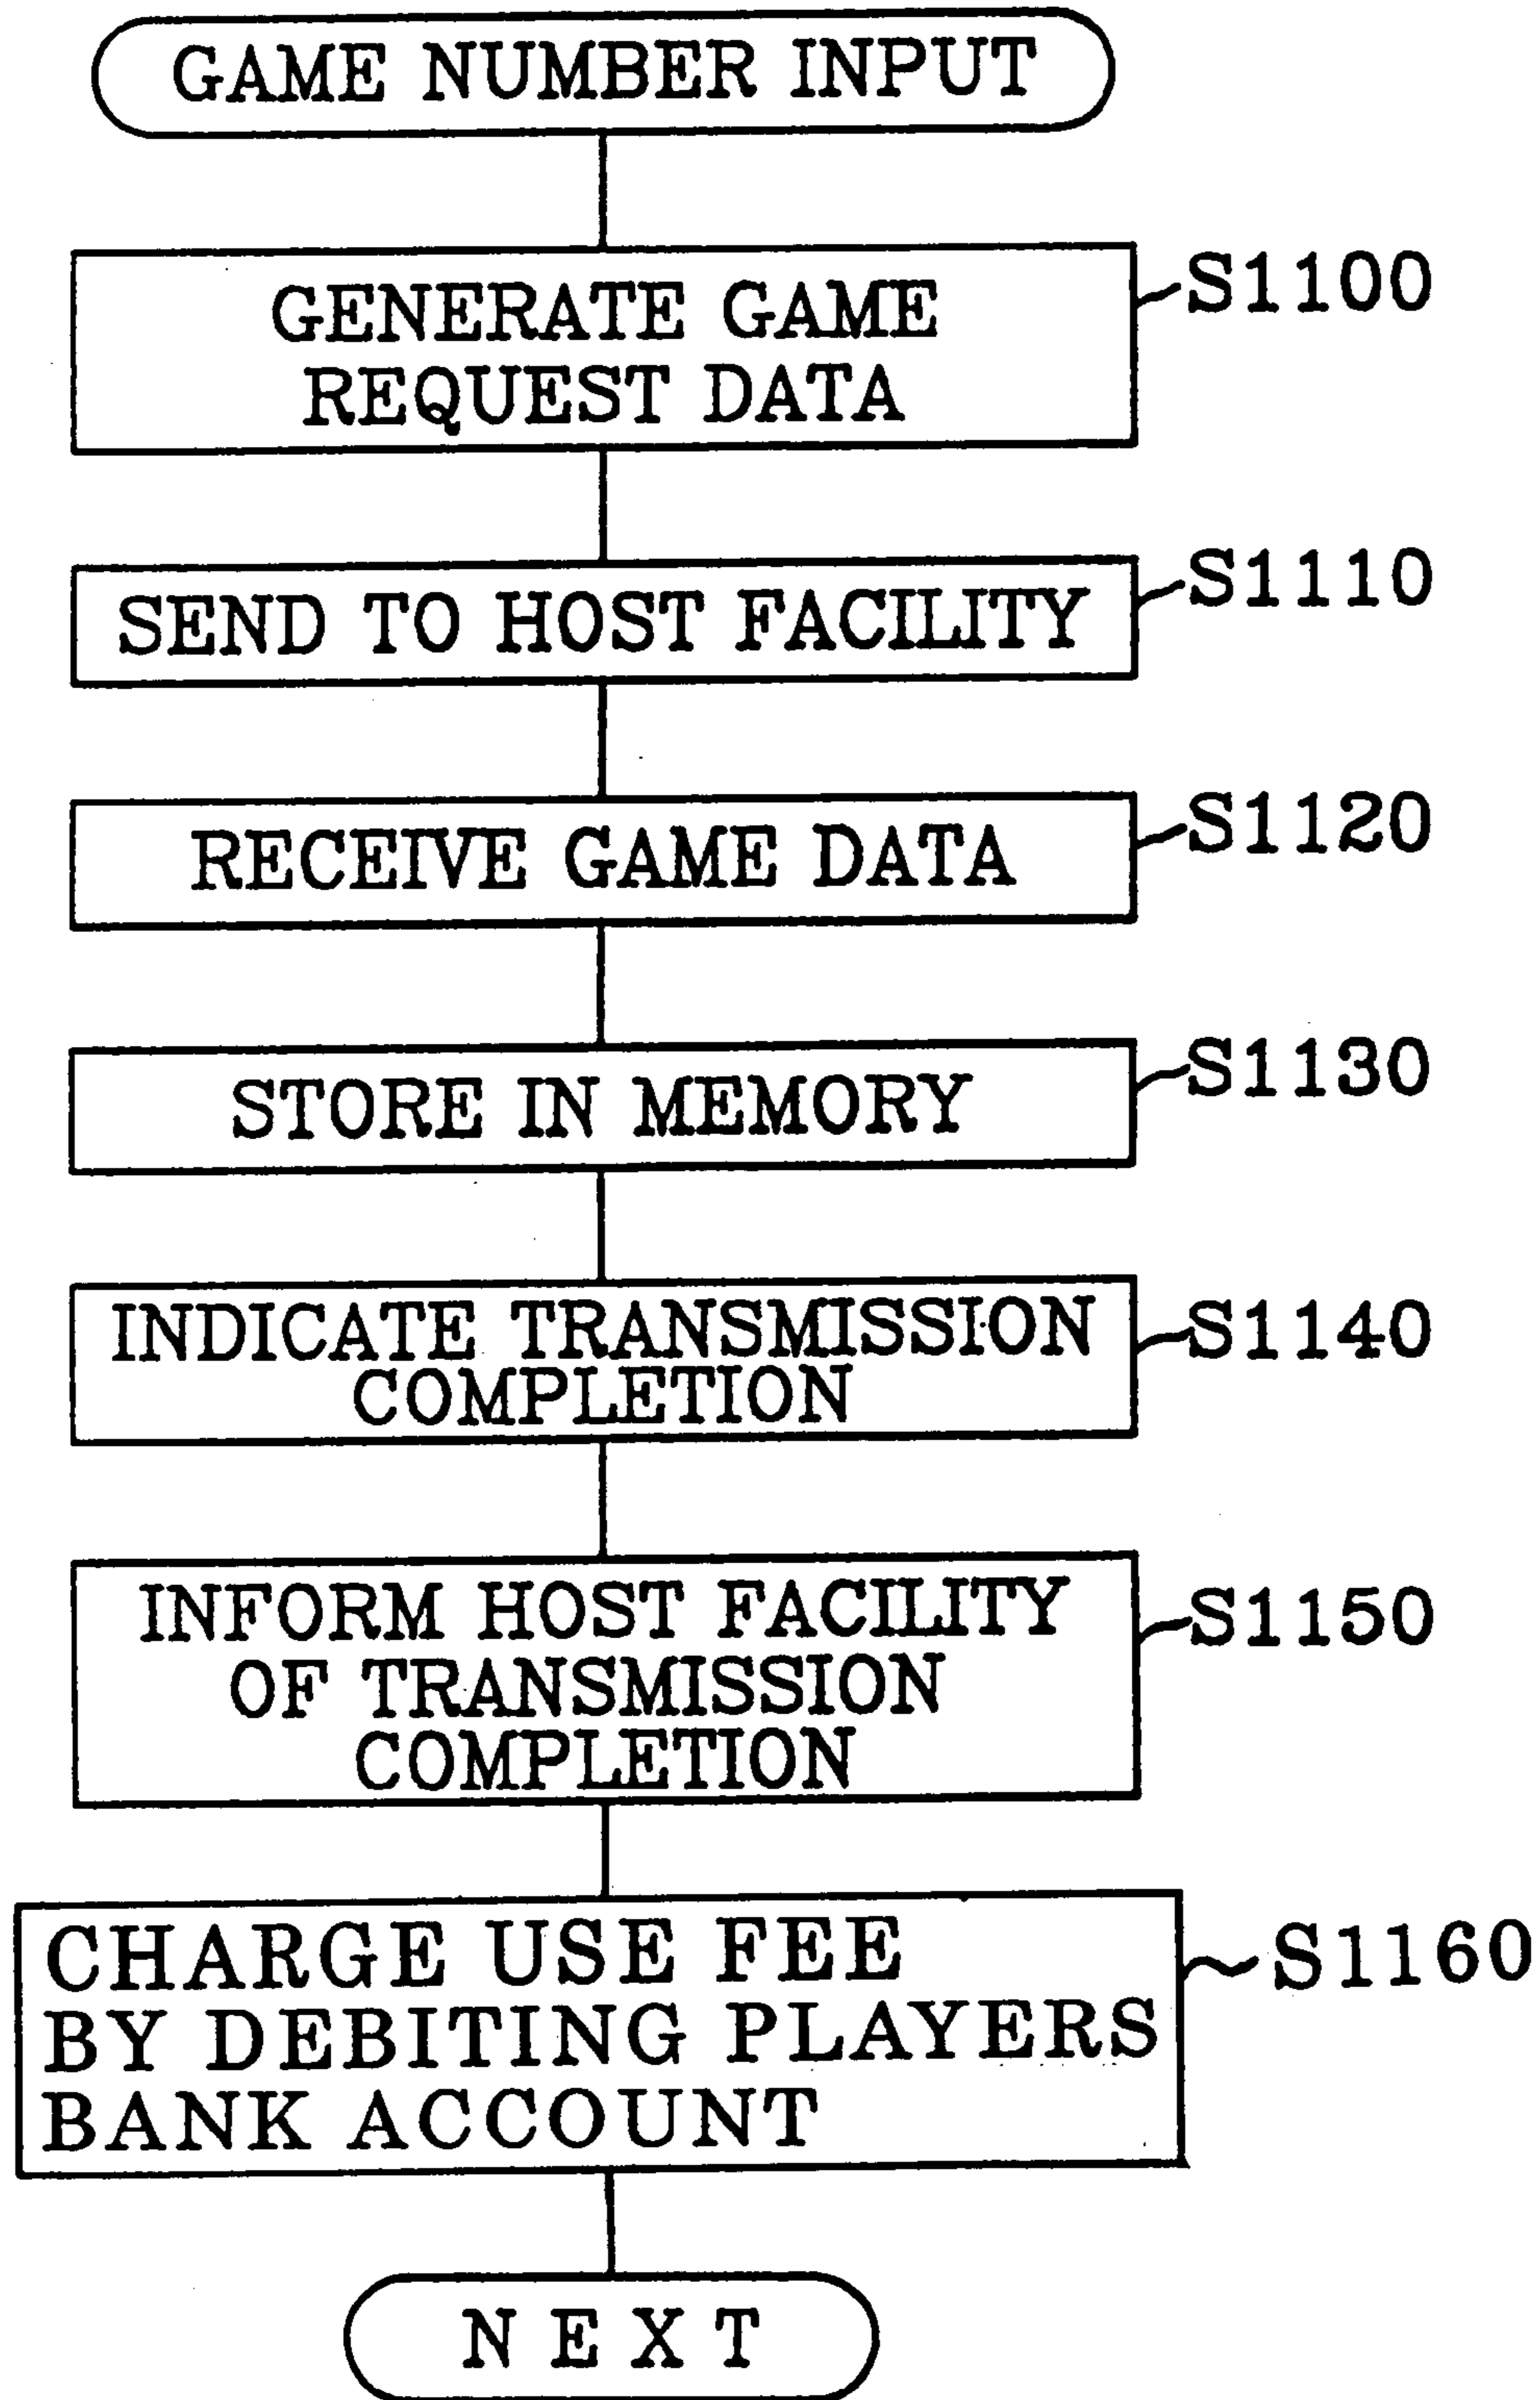 GAME NUMBER INPUT
GENERATE GAME
REQUEST DATA
S1100
SEND TO HOST FACILITY
S1110
RECEIVE GAME DATA
S1120
STORE IN MEMORY
S1130
INDICATE TRANSMISSION
COMPLETION
S1140
INFORM HOST FACILITY
OF TRANSMISSION
COMPLETION
S1150
CHARGE USE FEE
BY DEBITING PLAYERS
BANK ACCOUNT
S1160
NEXT